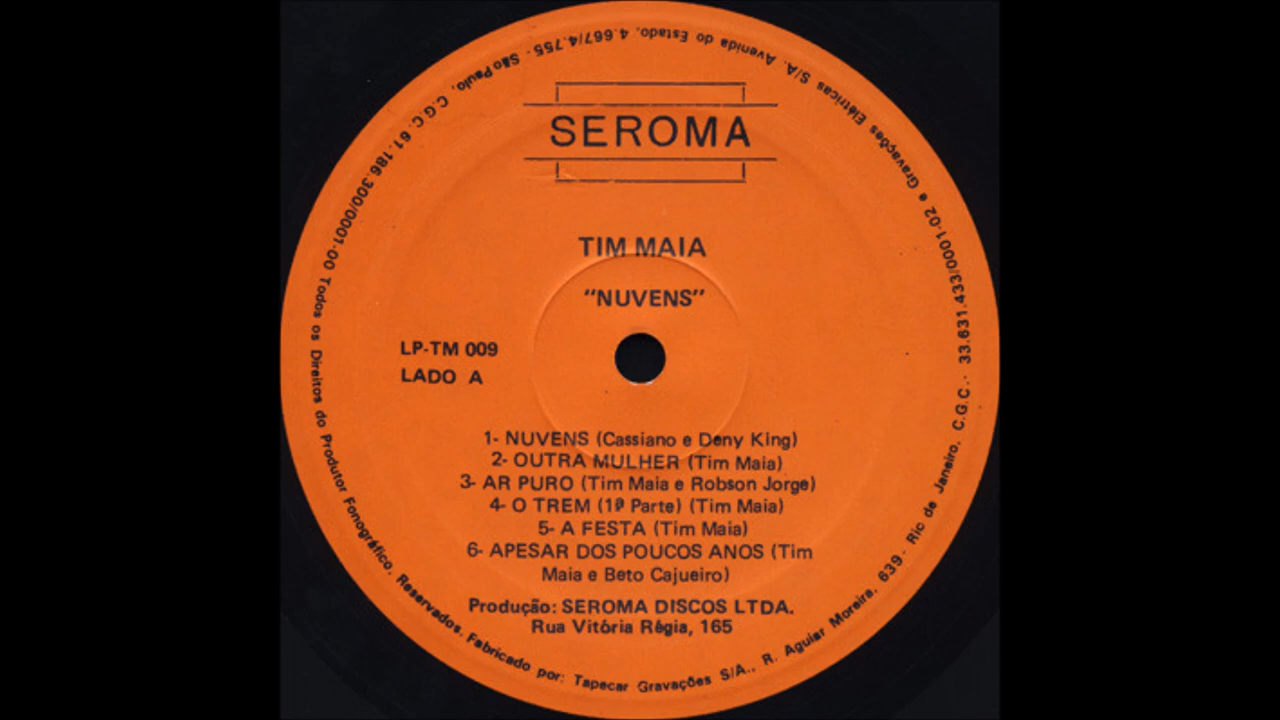 SEROMA
TIM MAIA
“NUVENS”
LP-TM 009
LADO A
1- NUVENS (Cassiano e Deny King)
2- OUTRA MULHER (Tim Maia)
3- AR PURO (Tim Maia e Robson Jorge)
4- O TREM (1ª Parte) (Tim Maia)
5- A FESTA (Tim Maia)
6- APESAR DOS POUCOS ANOS (Tim
Maia e Beto Cajueiro)
Produção: SEROMA DISCOS LTDA.
Rua Vitória Régia, 165
Todos os Direitos do Produtor Fonográfico. Reservados. Fabricado por: Tapecar Gravações S/A., R. Aguiar Moreira, 639 - Ric de Janeiro. C.G.C. - 33.631.433/0001-02 e Gravações Elétricas S/A. Avenida do Estado, 4.667/4.755 - São Paulo. C.G.C. 61.186.300/0001-00